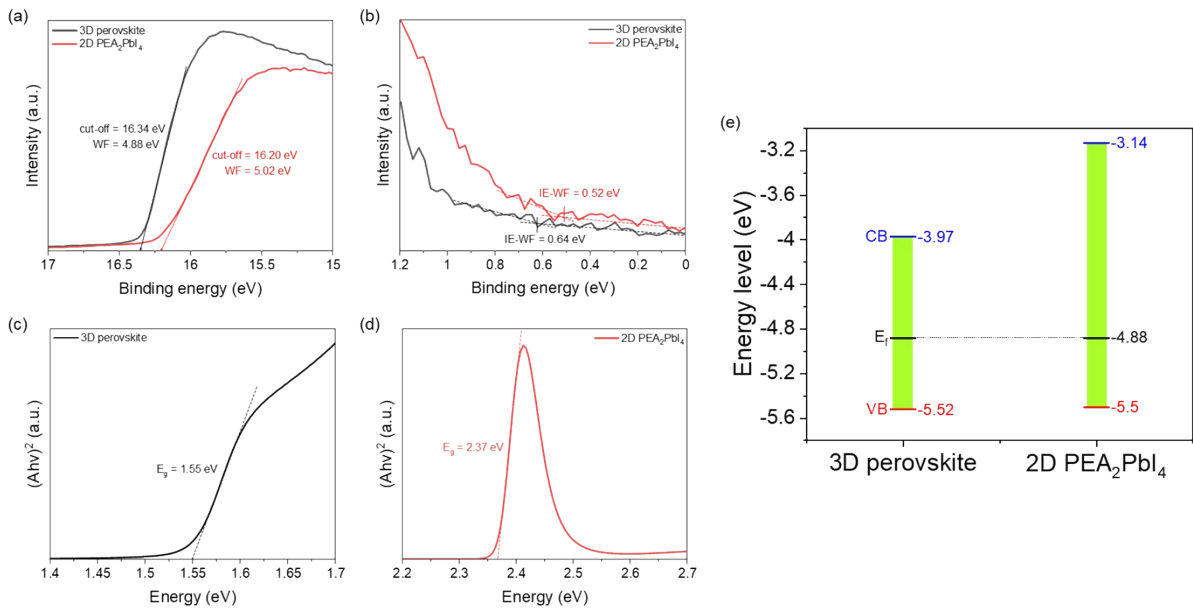 (a)
3D perovskite
2D PEA₂PbI₄
cut-off = 16.34 eV
WF = 4.88 eV
cut-off = 16.20 eV
WF = 5.02 eV
Intensity (a.u.)
17 16.5 16 15.5 15
Binding energy (eV)
(b)
3D perovskite
2D PEA₂PbI₄
IE-WF = 0.52 eV
IE-WF = 0.64 eV
Intensity (a.u.)
1.2 1 0.8 0.6 0.4 0.2 0
Binding energy (eV)
(c)
3D perovskite
E_g = 1.55 eV
(Ahv)²  (a.u.)
1.4 1.45 1.5 1.55 1.6 1.65 1.7
Energy (eV)
(d)
2D PEA₂PbI₄
E_g = 2.37 eV
(Ahv)² (a.u.)
2.2 2.3 2.4 2.5 2.6 2.7
Energy (eV)
(e)
Energy level (eV)
-3.2
-3.6
-4
-4.4
-4.8
-5.2
-5.6
-3.14
CB -3.97
E_f -4.88
VB -5.52
-5.5
3D perovskite 2D PEA₂PbI₄